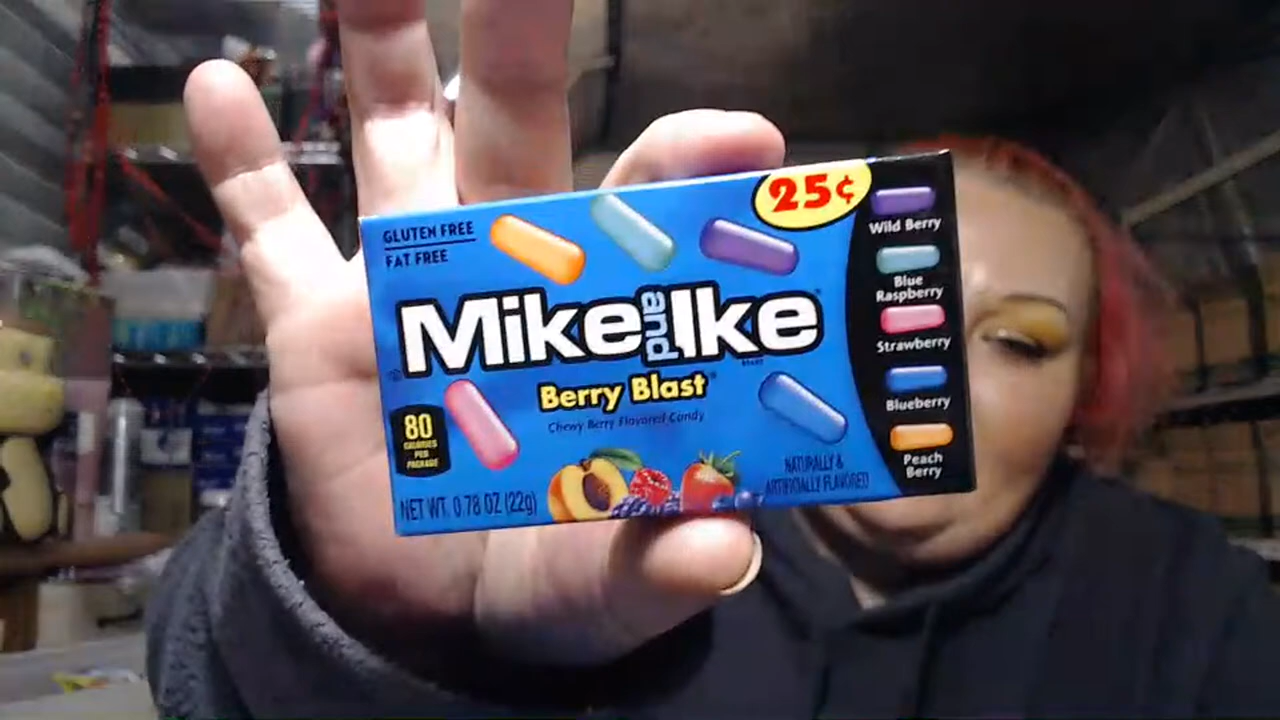 GLUTEN FREE
FAT FREE
25¢
Mike and Ike
Berry Blast®
Chewy Berry Flavored Candy
80
CALORIES
PER
PACKAGE
NET WT. 0.78 OZ (22g)
NATURALLY &
ARTIFICIALLY FLAVORED
Wild Berry
Blue
Raspberry
Strawberry
Blueberry
Peach
Berry